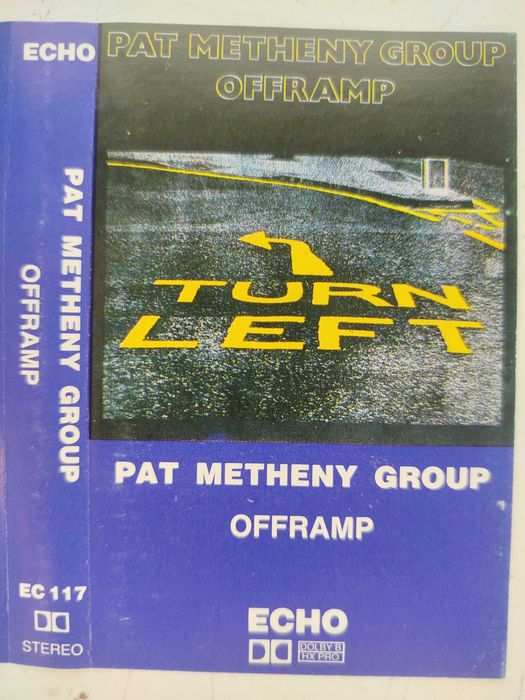 ECHO
PAT METHENY GROUP
OFFRAMP
EC 117
STEREO
PAT METHENY GROUP
OFFRAMP
TURN
LEFT
PAT METHENY GROUP
OFFRAMP
ECHO
DOLBY B
HX PRO